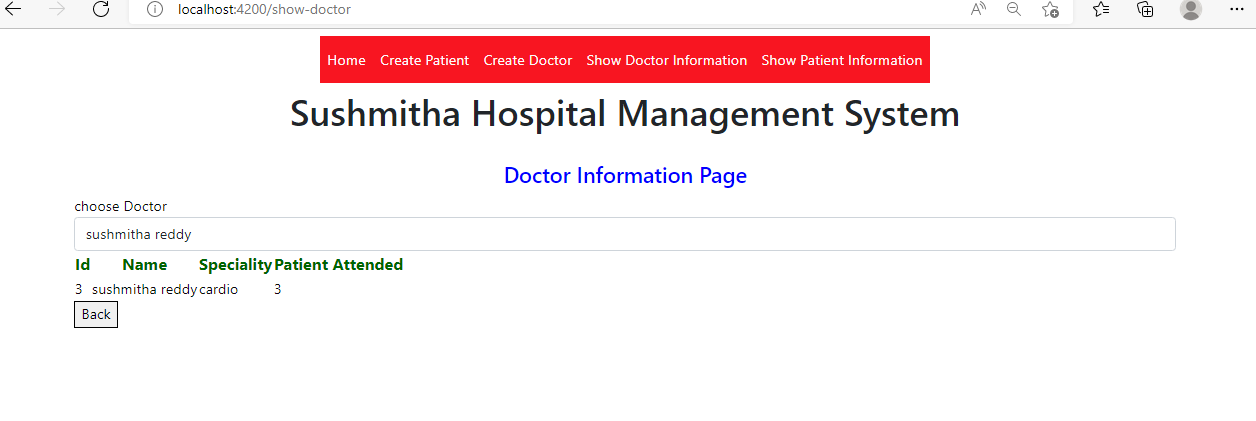 localhost:4200/show-doctor
Home Create Patient Create Doctor Show Doctor Information Show Patient Information
Sushmitha Hospital Management System
Doctor Information Page
choose Doctor
sushmitha reddy
Id Name Speciality Patient Attended
3 sushmitha reddy cardio 3
Back